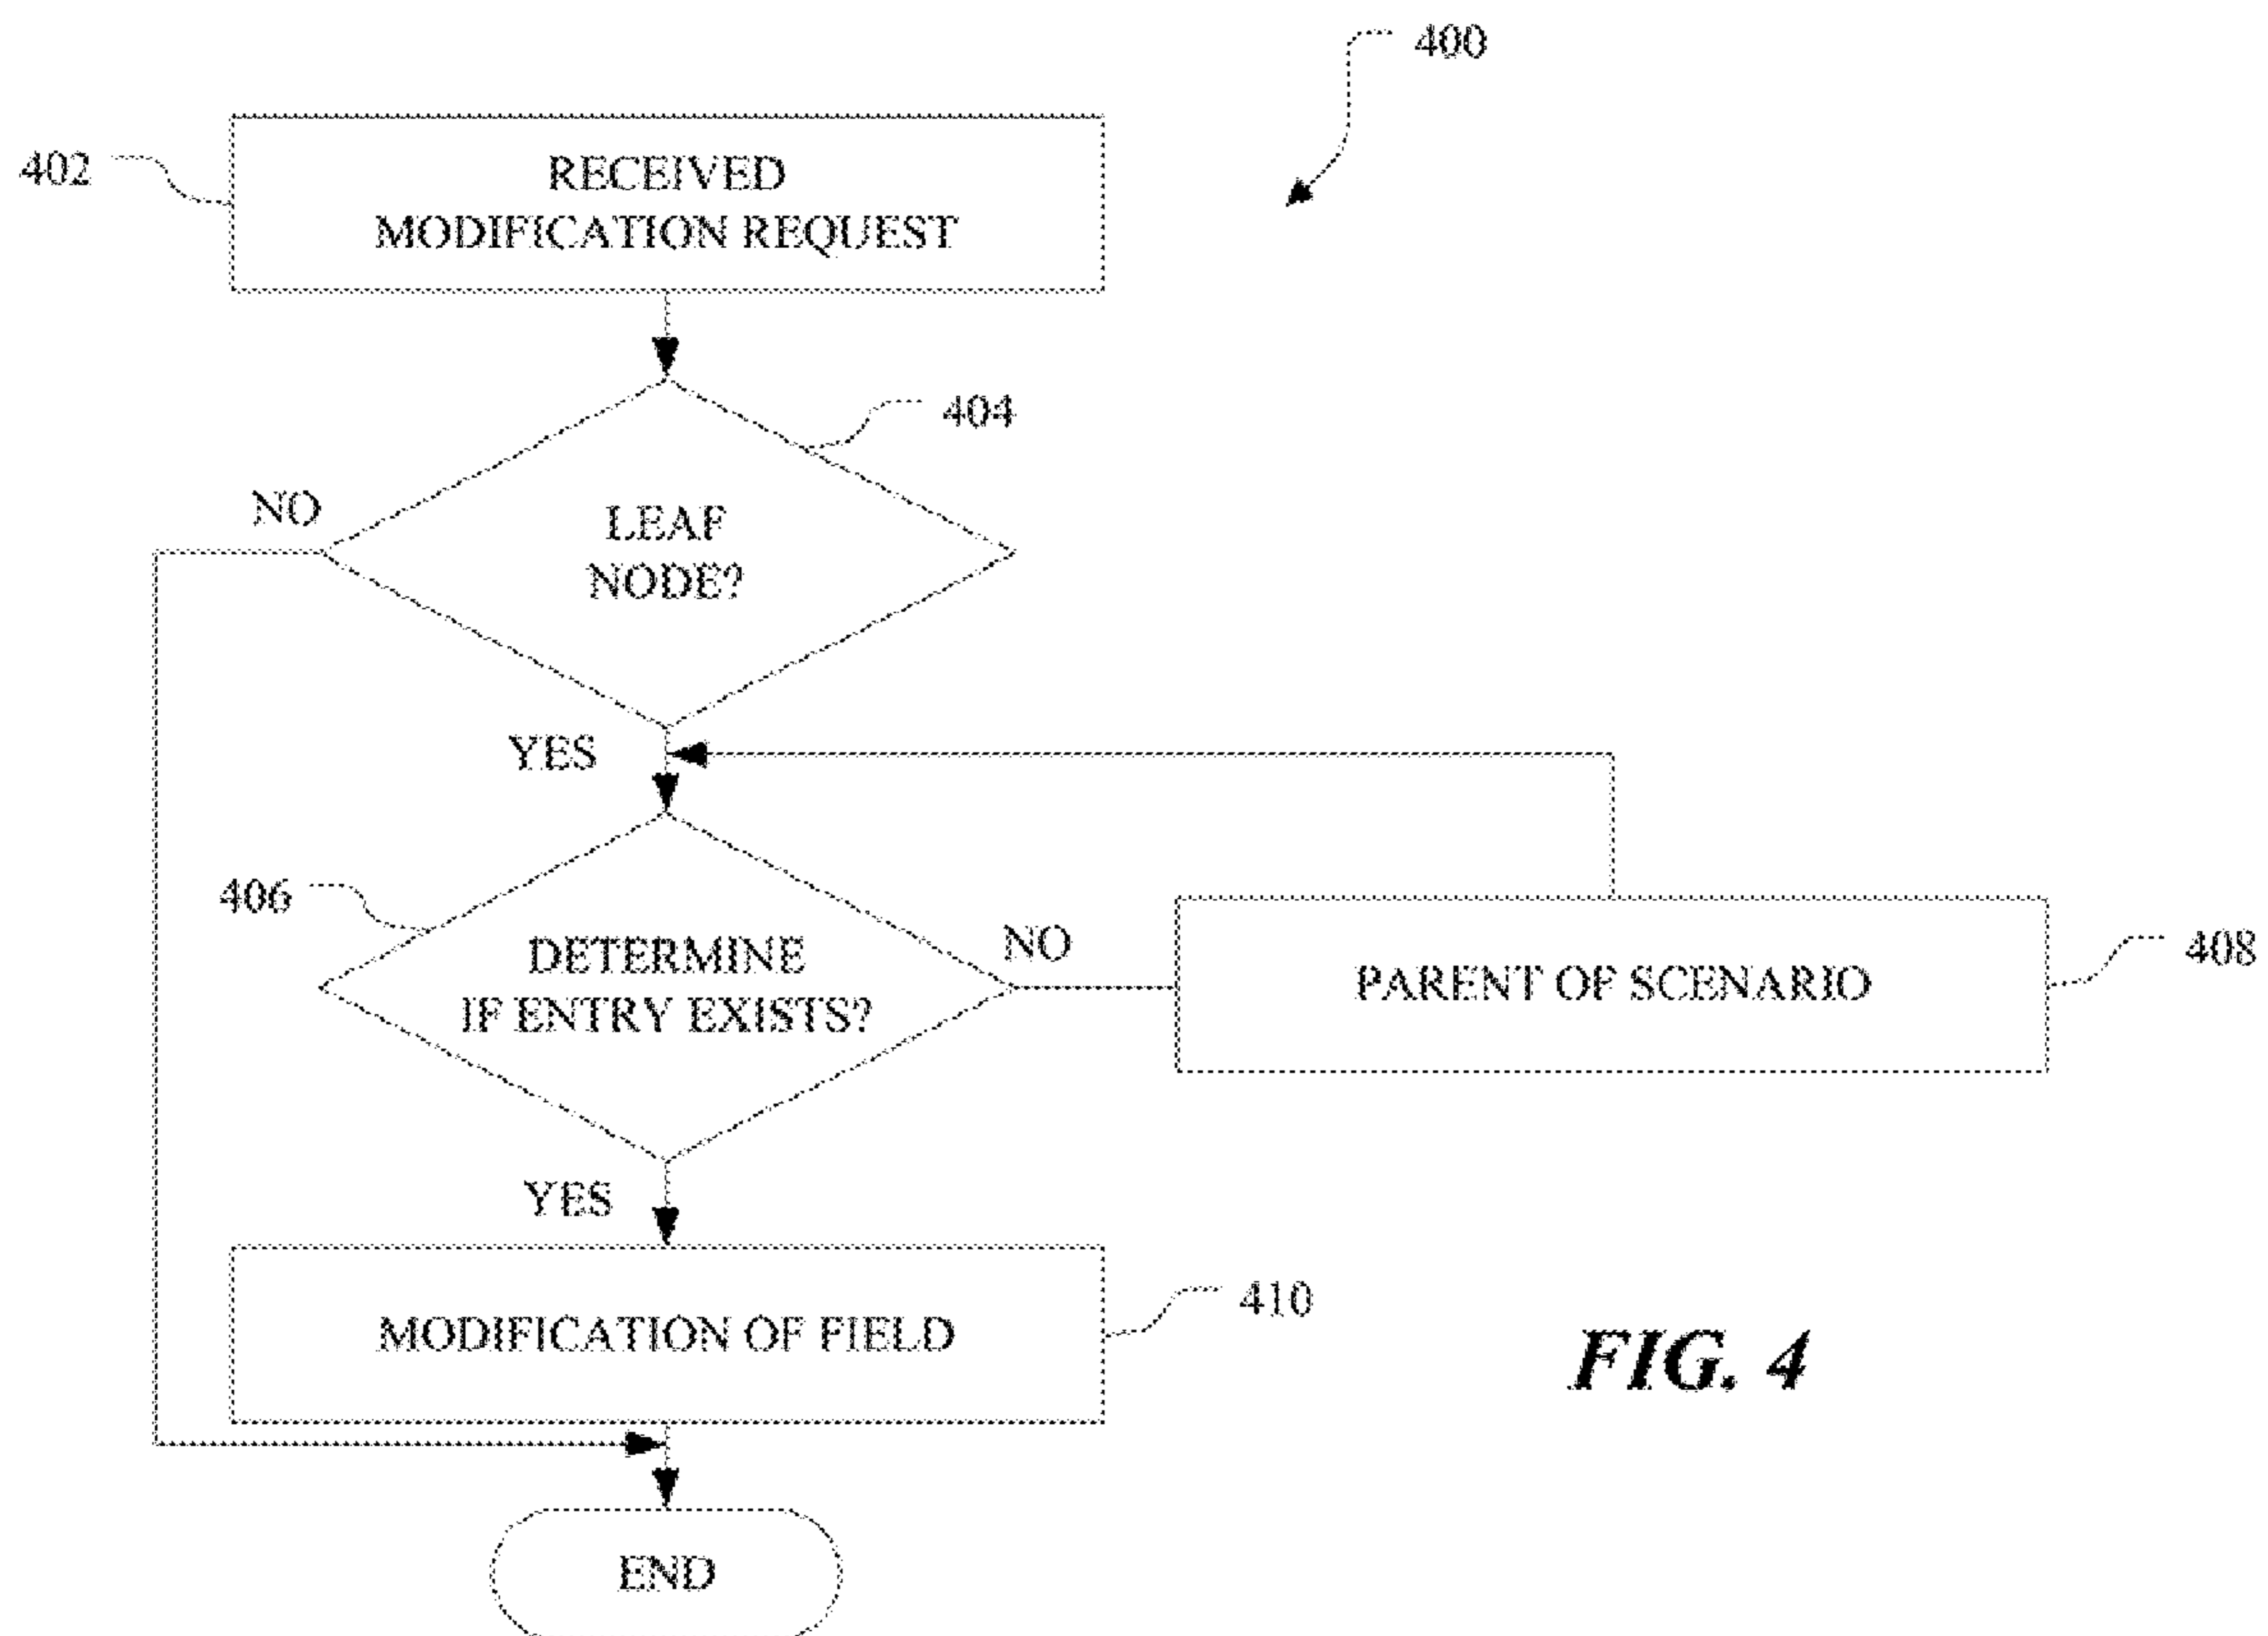 400
402
RECEIVED
MODIFICATION REQUEST
404
NO
LEAF
NODE?
YES
406
DETERMINE
IF ENTRY EXISTS?
NO
PARENT OF SCENARIO
408
YES
MODIFICATION OF FIELD
410
FIG. 4
END